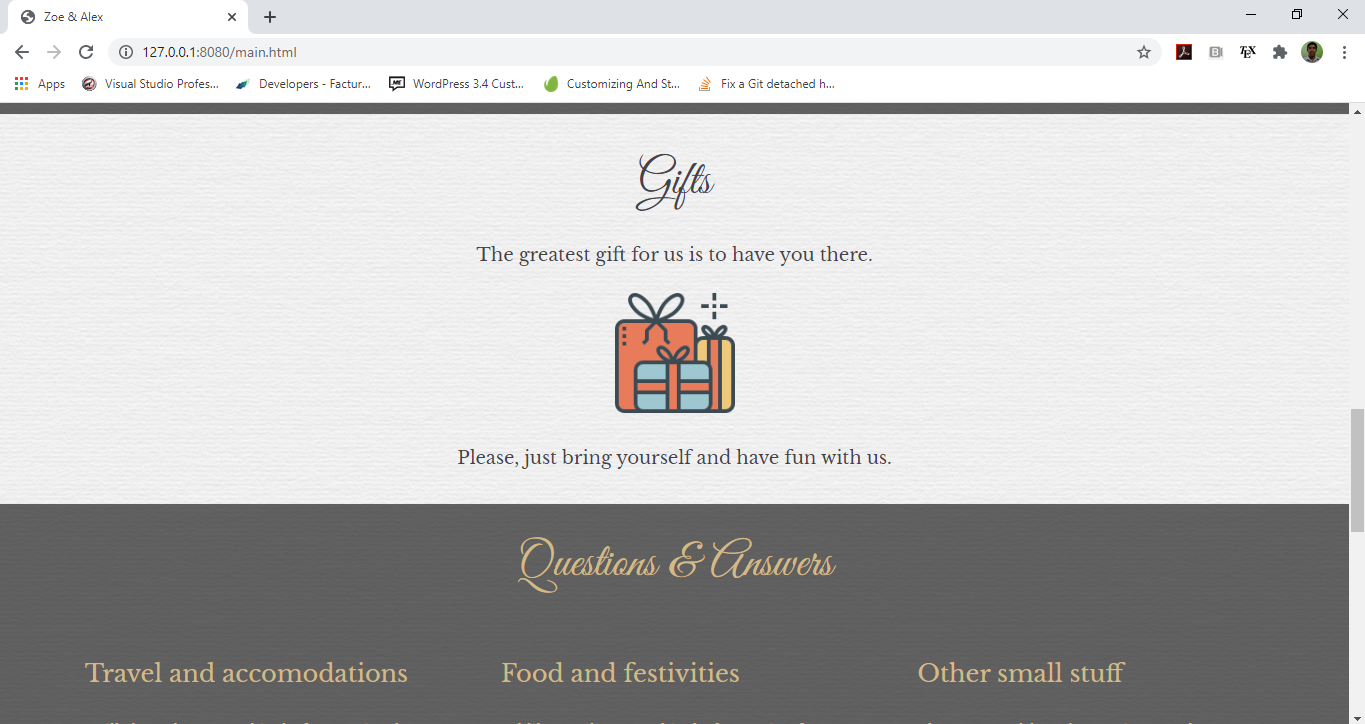 Zoe & Alex
127.0.0.1:8080/main.html
Apps
Visual Studio Profes...
Developers - Factur...
WordPress 3.4 Cust...
Customizing And St...
Fix a Git detached h...
Gifts
The greatest gift for us is to have you there.
Please, just bring yourself and have fun with us.
Questions & Answers
Travel and accomodations
Food and festivities
Other small stuff